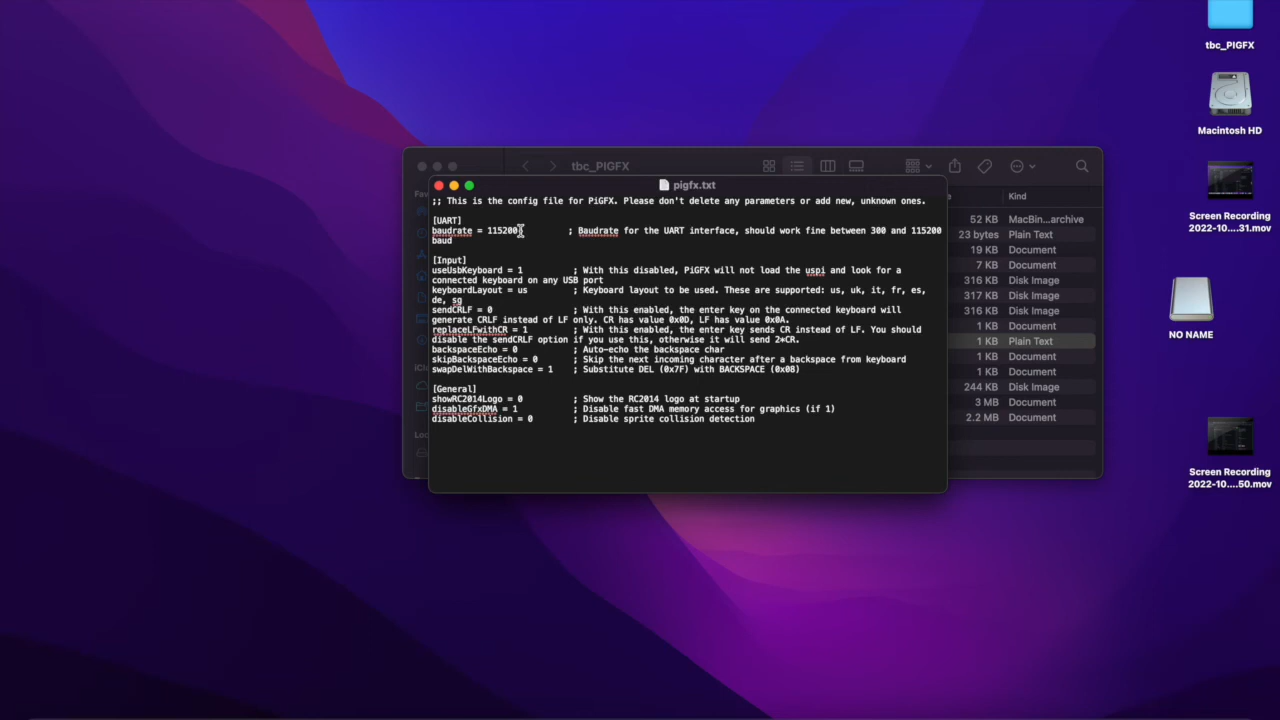 tbc_PIGFX
Macintosh HD
Screen Recording
2022-10....31.mov
NO NAME
Screen Recording
2022-10....50.mov
tbc_PIGFX
Kind
52 KB MacBin...archive
23 bytes Plain Text
19 KB Document
7 KB Document
316 KB Disk Image
317 KB Disk Image
316 KB Disk Image
1 KB Document
1 KB Plain Text
1 KB Document
1 KB Document
244 KB Disk Image
3 MB Document
2.2 MB Document
pigfx.txt
;; This is the config file for PiGFX. Please don't delete any parameters or add new, unknown ones.
[UART]
baudrate = 115200 ; Baudrate for the UART interface, should work fine between 300 and 115200
baud
[Input]
useUsbKeyboard = 1 ; With this disabled, PiGFX will not load the uspi and look for a
connected keyboard on any USB port
keyboardLayout = us ; Keyboard layout to be used. These are supported: us, uk, it, fr, es,
de, sg
sendCRLF = 0 ; With this enabled, the enter key on the connected keyboard will
generate CRLF instead of LF only. CR has value 0x0D, LF has value 0x0A.
replaceLFwithCR = 1 ; With this enabled, the enter key sends CR instead of LF. You should
disable the sendCRLF option if you use this, otherwise it will send 2*CR.
backspaceEcho = 0 ; Auto-echo the backspace char
skipBackspaceEcho = 0 ; Skip the next incoming character after a backspace from keyboard
swapDelWithBackspace = 1 ; Substitute DEL (0x7F) with BACKSPACE (0x08)
[General]
showRC2014Logo = 0 ; Show the RC2014 logo at startup
disableGfxDMA = 1 ; Disable fast DMA memory access for graphics (if 1)
disableCollision = 0 ; Disable sprite collision detection